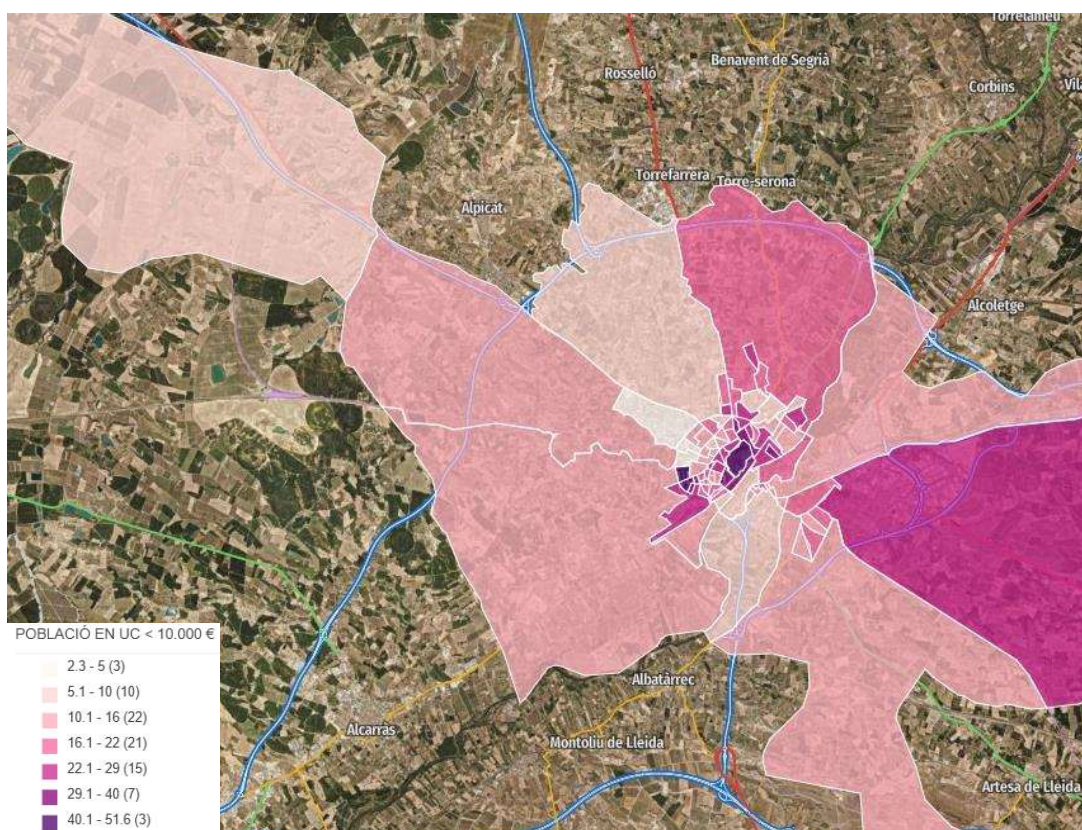 Torrelameu
Benavent de Segrià
Rosselló
Corbins
Vila
Torrefarrera
Torre-serona
Alpicat
Alcoletge
POBLACIÓ EN UC < 10.000 €
2.3 - 5 (3)
5.1 - 10 (10)
10.1 - 16 (22)
16.1 - 22 (21)
22.1 - 29 (15)
29.1 - 40 (7)
40.1 - 51.6 (3)
Albatàrrec
Alcarràs
Montoliu de Lleida
Artesa de Lleida